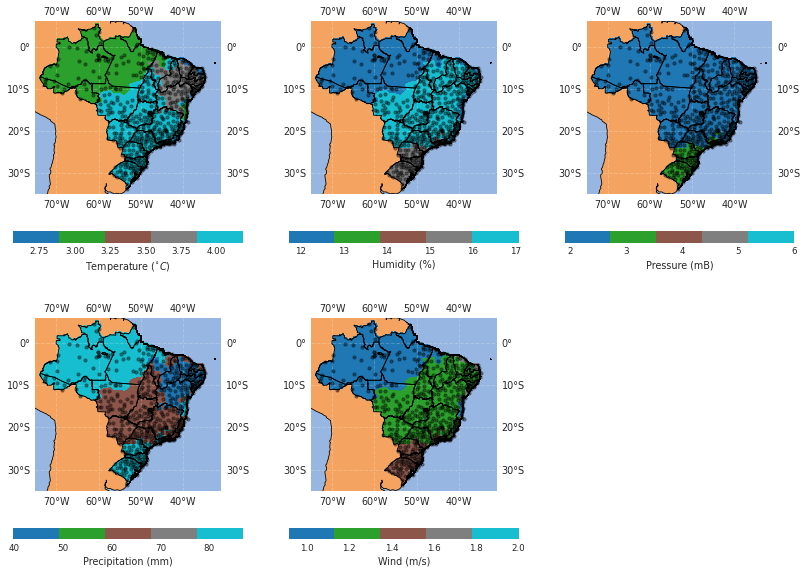 70°W 60°W 50°W 40°W 70°W 60°W 50°W 40°W 70°W 60°W 50°W 40°W
0° 0° 0° 0° 0° 0°
10°S 10°S 10°S 10°S 10°S 10°S
20°S 20°S 20°S 20°S 20°S 20°S
30°S 30°S 30°S 30°S 30°S 30°S
70°W 60°W 50°W 40°W 70°W 60°W 50°W 40°W 70°W 60°W 50°W 40°W
2.75 3.00 3.25 3.50 3.75 4.00 12 13 14 15 16 17 2 3 4 5 6
Temperature (°C) Humidity (%) Pressure (mB)
70°W 60°W 50°W 40°W 70°W 60°W 50°W 40°W
0° 0° 0° 0°
10°S 10°S 10°S 10°S
20°S 20°S 20°S 20°S
30°S 30°S 30°S 30°S
70°W 60°W 50°W 40°W 70°W 60°W 50°W 40°W
40 50 60 70 80 1.0 1.2 1.4 1.6 1.8 2.0
Precipitation (mm) Wind (m/s)